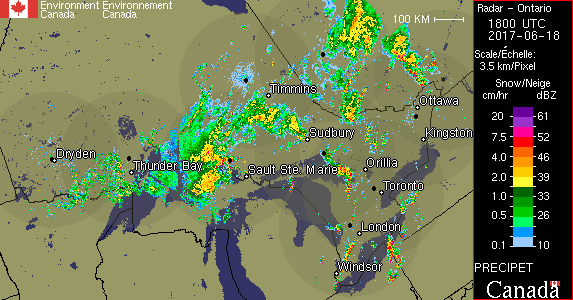 Environment Environnement
Canada Canada
100 KM
Timmins
Ottawa
Sudbury
Kingston
Dryden
Thunder Bay
Sault Ste. Marie
Orillia
Toronto
London
Windsor
Radar - Ontario
1800 UTC
2017-06-18
Scale/Échelle:
3.5 km/Pixel
Snow/Neige
cm/hr dBZ
20 61
7.5 52
4.0 46
2.0 39
1.0 33
0.5 26
0.1 10
PRECIPET
Canada